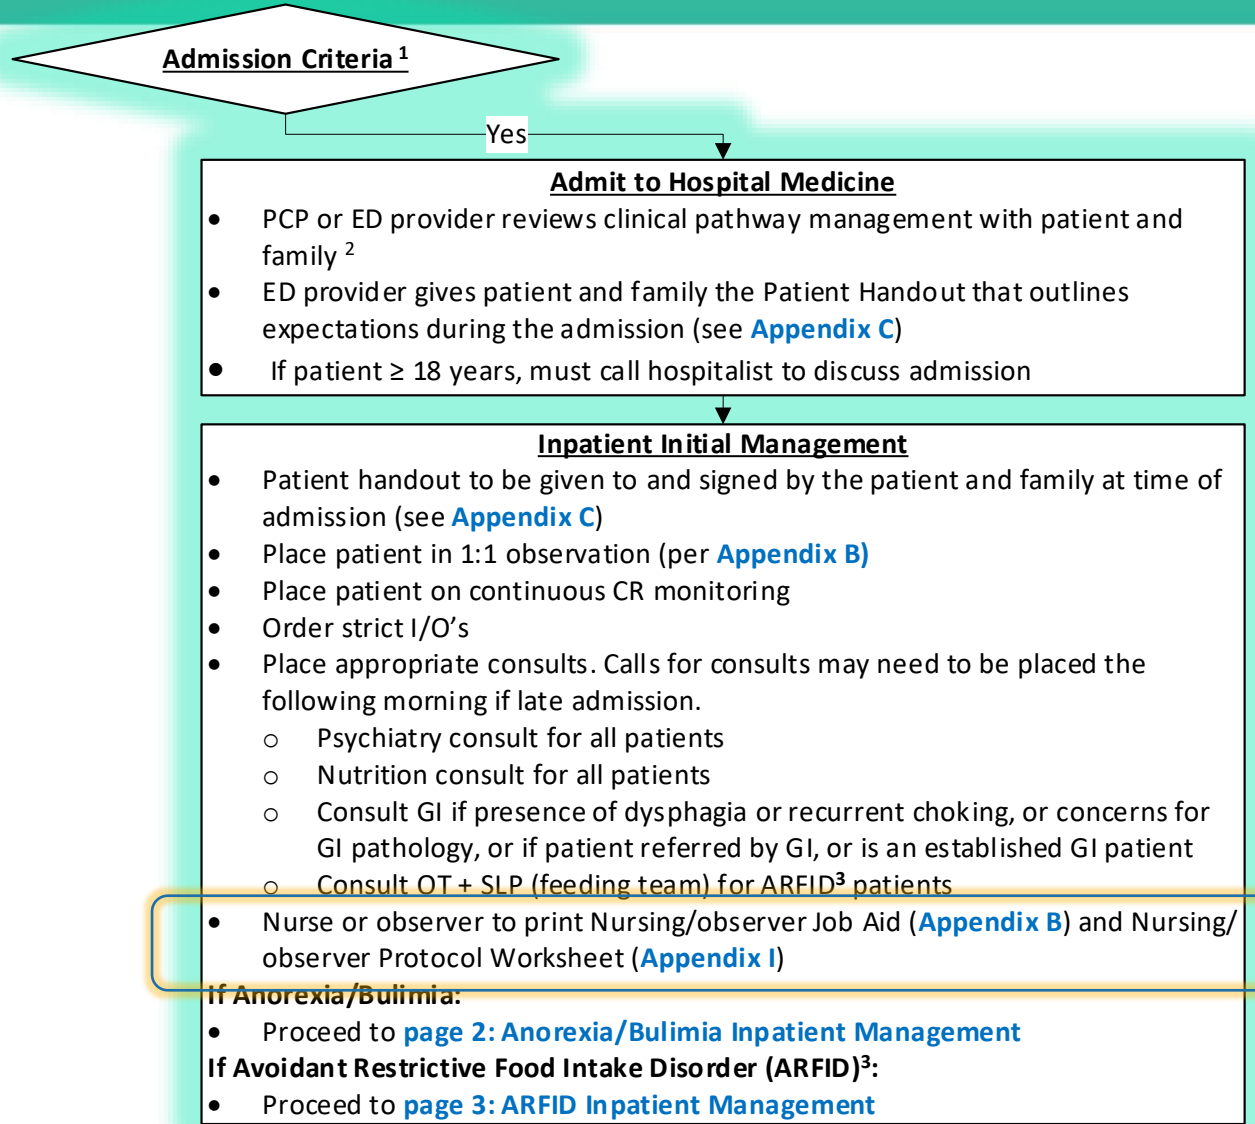 Admission Criteria ¹
Yes
Admit to Hospital Medicine
• PCP or ED provider reviews clinical pathway management with patient and
family ²
• ED provider gives patient and family the Patient Handout that outlines
expectations during the admission (see Appendix C)
• If patient ≥ 18 years, must call hospitalist to discuss admission
Inpatient Initial Management
• Patient handout to be given to and signed by the patient and family at time of
admission (see Appendix C)
• Place patient in 1:1 observation (per Appendix B)
• Place patient on continuous CR monitoring
• Order strict I/O’s
• Place appropriate consults. Calls for consults may need to be placed the
following morning if late admission.
o Psychiatry consult for all patients
o Nutrition consult for all patients
o Consult GI if presence of dysphagia or recurrent choking, or concerns for
GI pathology, or if patient referred by GI, or is an established GI patient
o Consult OT + SLP (feeding team) for ARFID³ patients
• Nurse or observer to print Nursing/observer Job Aid (Appendix B) and Nursing/
observer Protocol Worksheet (Appendix I)
If Anorexia/Bulimia:
• Proceed to page 2: Anorexia/Bulimia Inpatient Management
If Avoidant Restrictive Food Intake Disorder (ARFID)³:
• Proceed to page 3: ARFID Inpatient Management